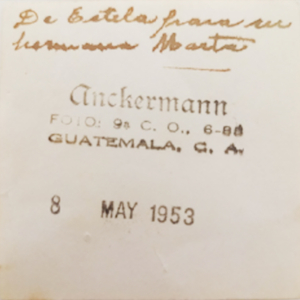 De Estela para su
hermana Marta
Anckermann
FOTO: 9a C. O., 6-88
GUATEMALA, C. A.
8 MAY 1953